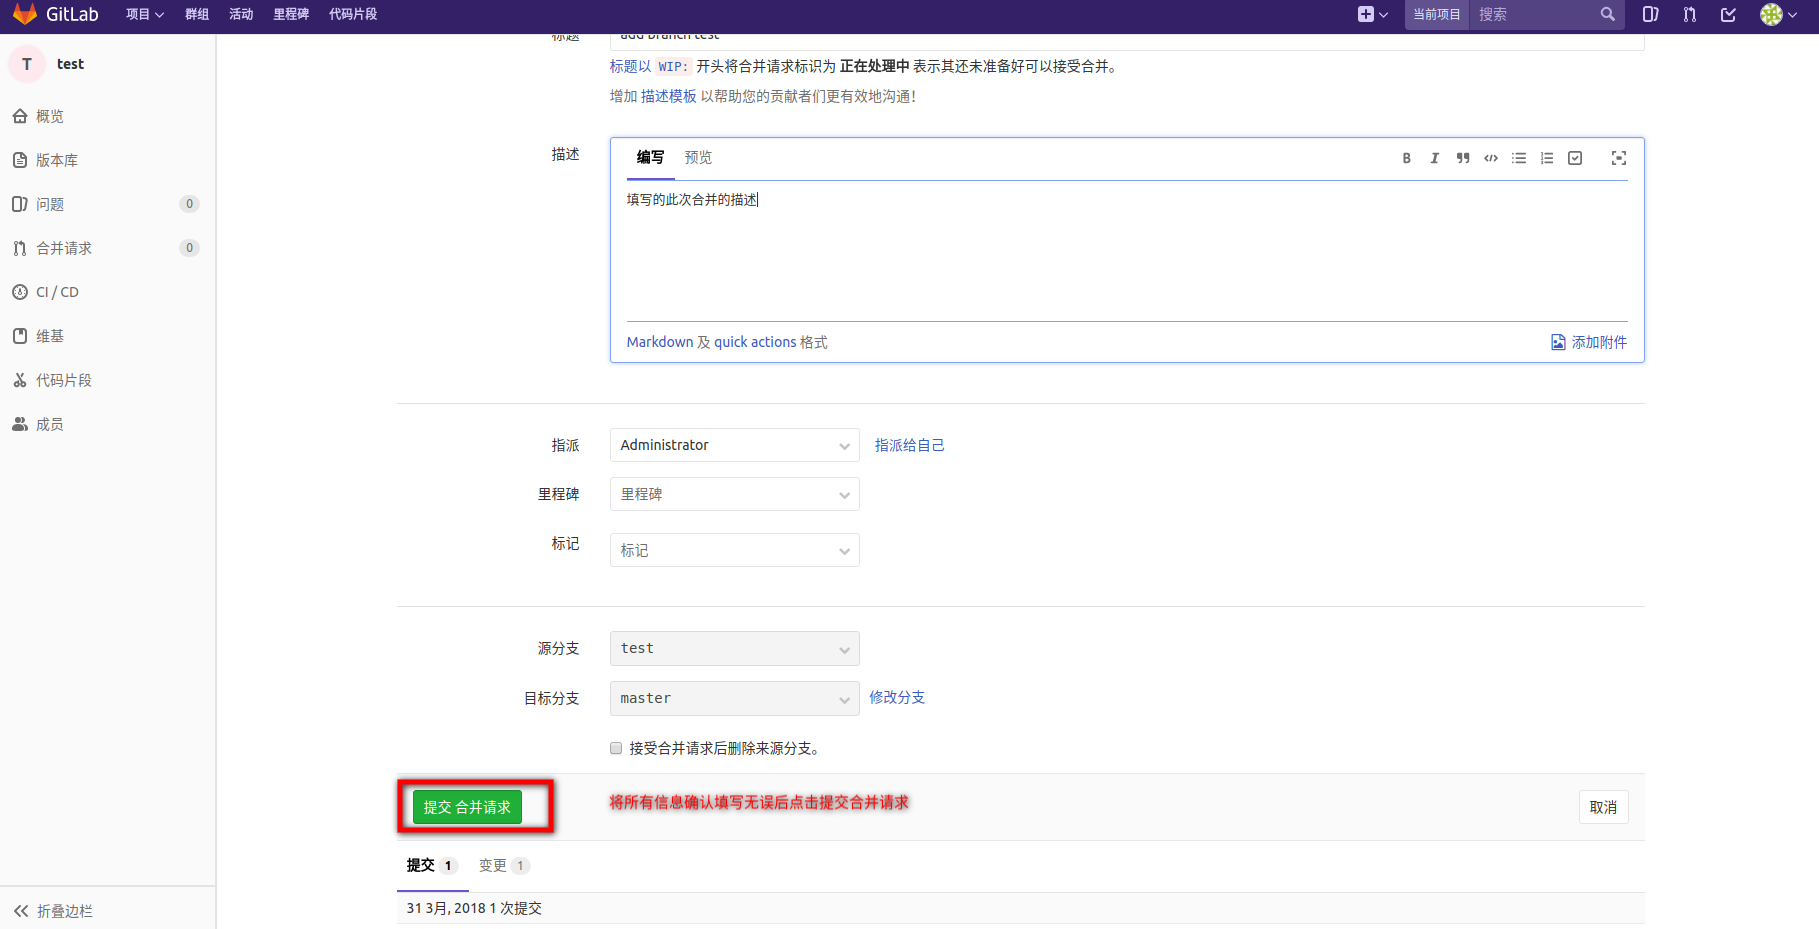 GitLab 项目 群组 活动 里程碑 代码片段 当前项目 搜索
T test
概览
版本库
问题 0
合并请求 0
CI / CD
维基
代码片段
成员
折叠边栏
标题 add branch test
标题以 WIP: 开头将合并请求标识为 正在处理中 表示其还未准备好可以接受合并。
增加 描述模板 以帮助您的贡献者们更有效地沟通！
描述 编写 预览
填写的此次合并的描述
Markdown 及 quick actions 格式 添加附件
指派 Administrator 指派给自己
里程碑 里程碑
标记 标记
源分支 test
目标分支 master 修改分支
接受合并请求后删除来源分支。
提交 合并请求 将所有信息确认填写无误后点击提交合并请求 取消
提交 1 变更 1
31 3月, 2018 1 次提交